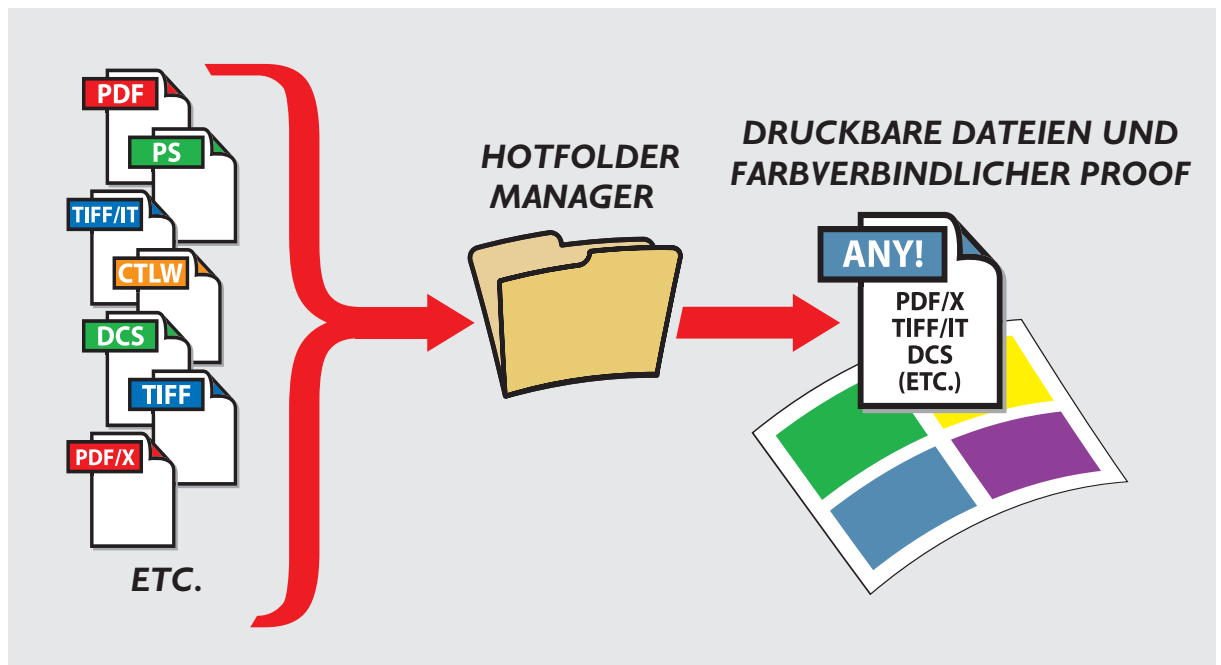 PDF
PS
TIFF/IT
CTLW
DCS
TIFF
PDF/X
ETC.
HOTFOLDER
MANAGER
DRUCKBARE DATEIEN UND
FARBVERBINDLICHER PROOF
ANY!
PDF/X
TIFF/IT
DCS
(ETC.)